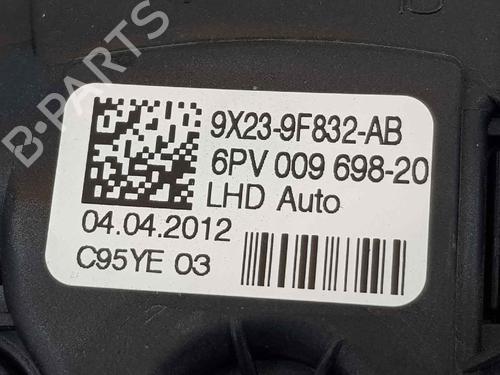 B-PARTS
9X23-9F832-AB
6PV 009 698-20
LHD Auto
04.04.2012
C95YE 03